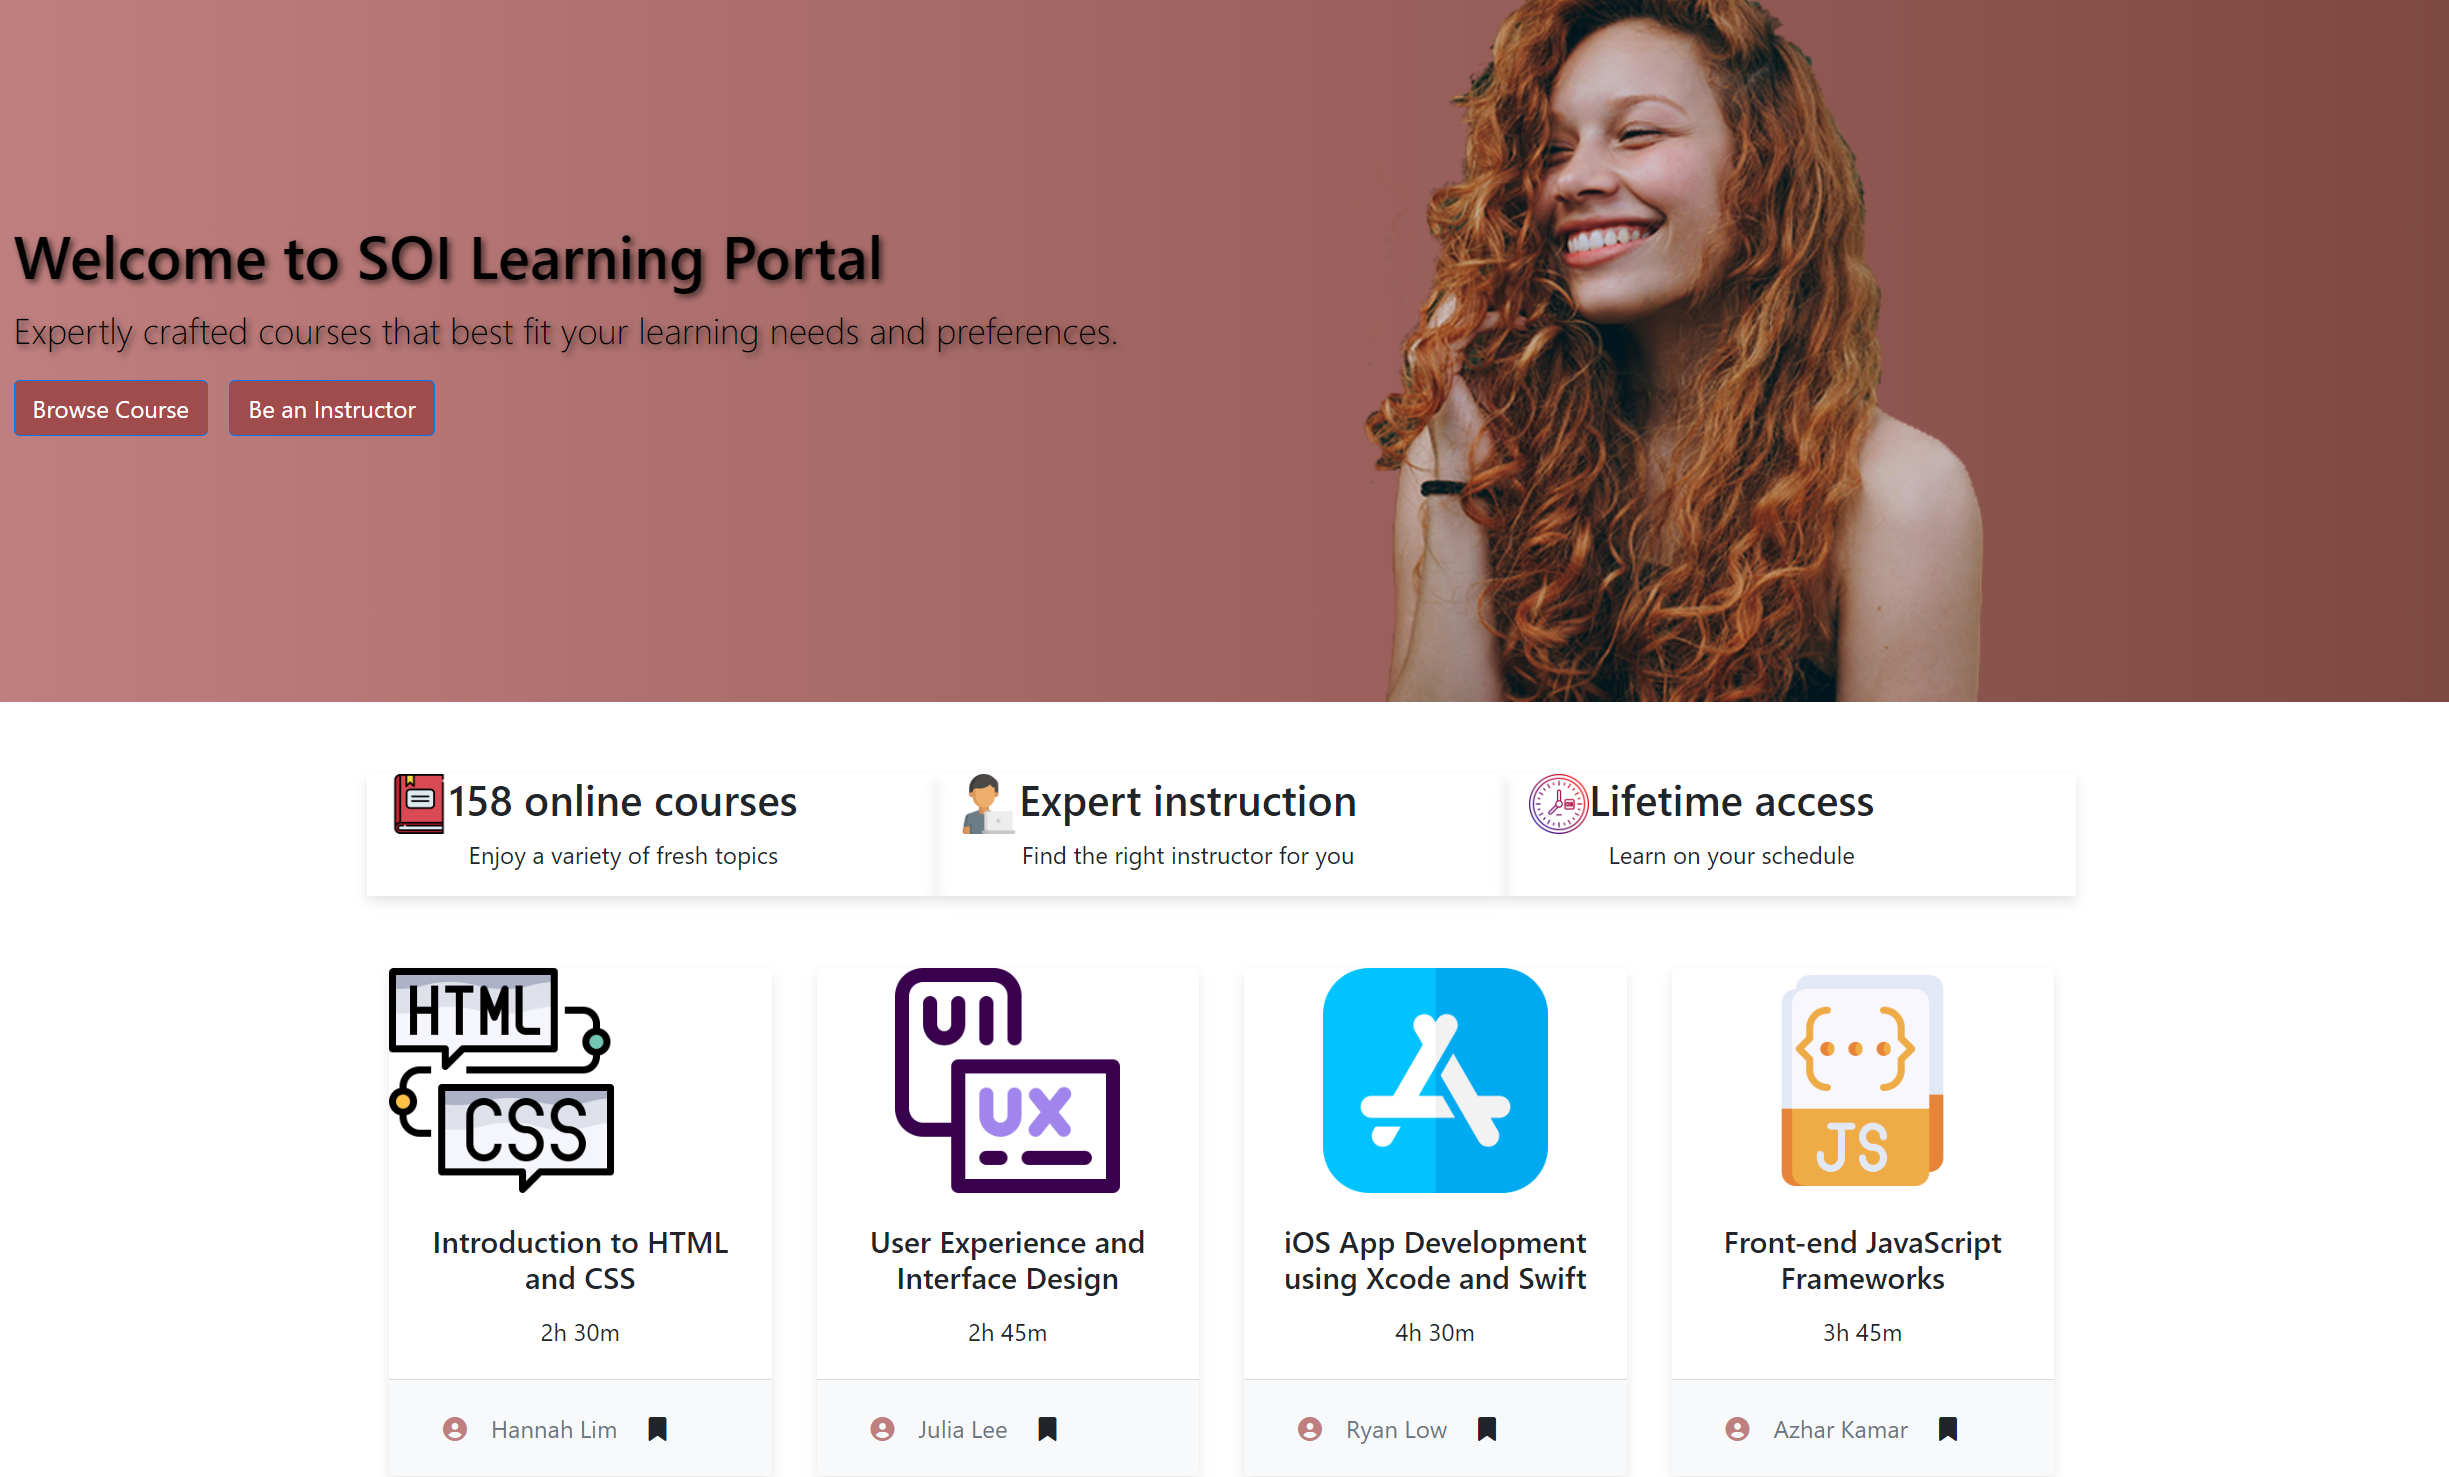 Welcome to SOI Learning Portal
Expertly crafted courses that best fit your learning needs and preferences.
Browse Course
Be an Instructor
158 online courses
Enjoy a variety of fresh topics
Expert instruction
Find the right instructor for you
Lifetime access
Learn on your schedule
HTML
CSS
Introduction to HTML
and CSS
2h 30m
Hannah Lim
UI
UX
User Experience and
Interface Design
2h 45m
Julia Lee
iOS App Development
using Xcode and Swift
4h 30m
Ryan Low
{...}
JS
Front-end JavaScript
Frameworks
3h 45m
Azhar Kamar